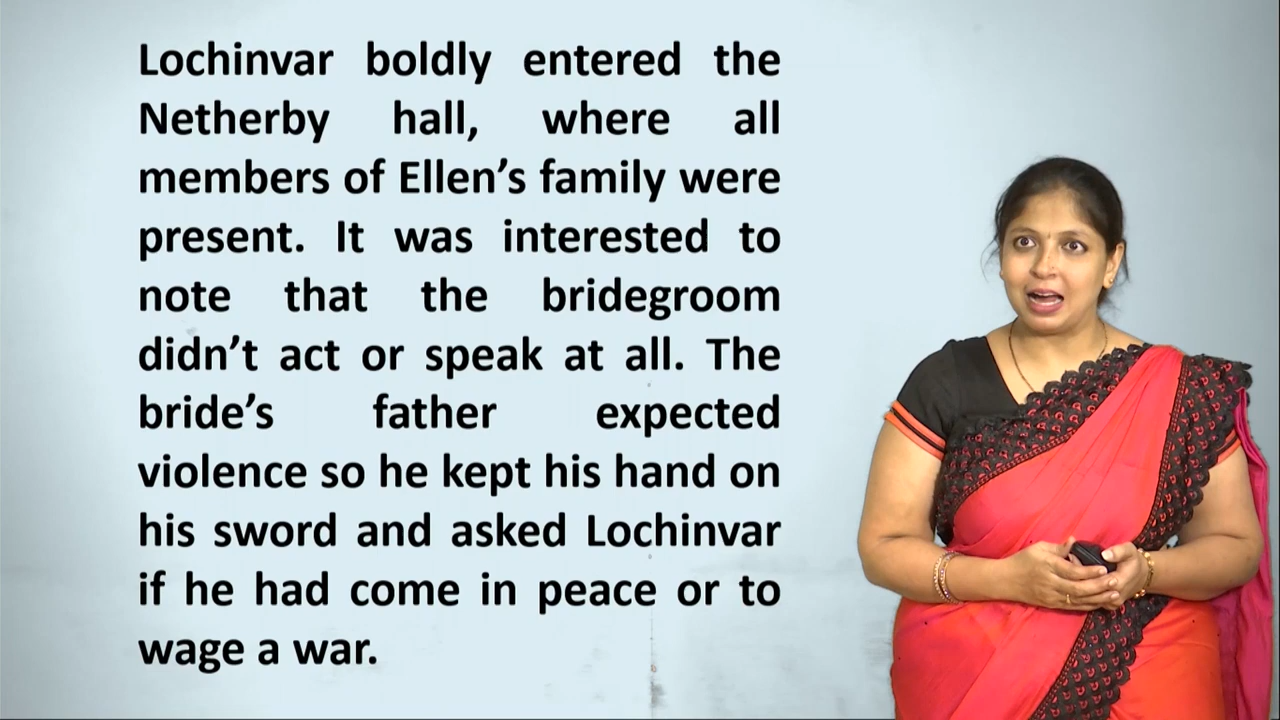 Lochinvar boldly entered the
Netherby hall, where all
members of Ellen’s family were
present. It was interested to
note that the bridegroom
didn’t act or speak at all. The
bride’s father expected
violence so he kept his hand on
his sword and asked Lochinvar
if he had come in peace or to
wage a war.